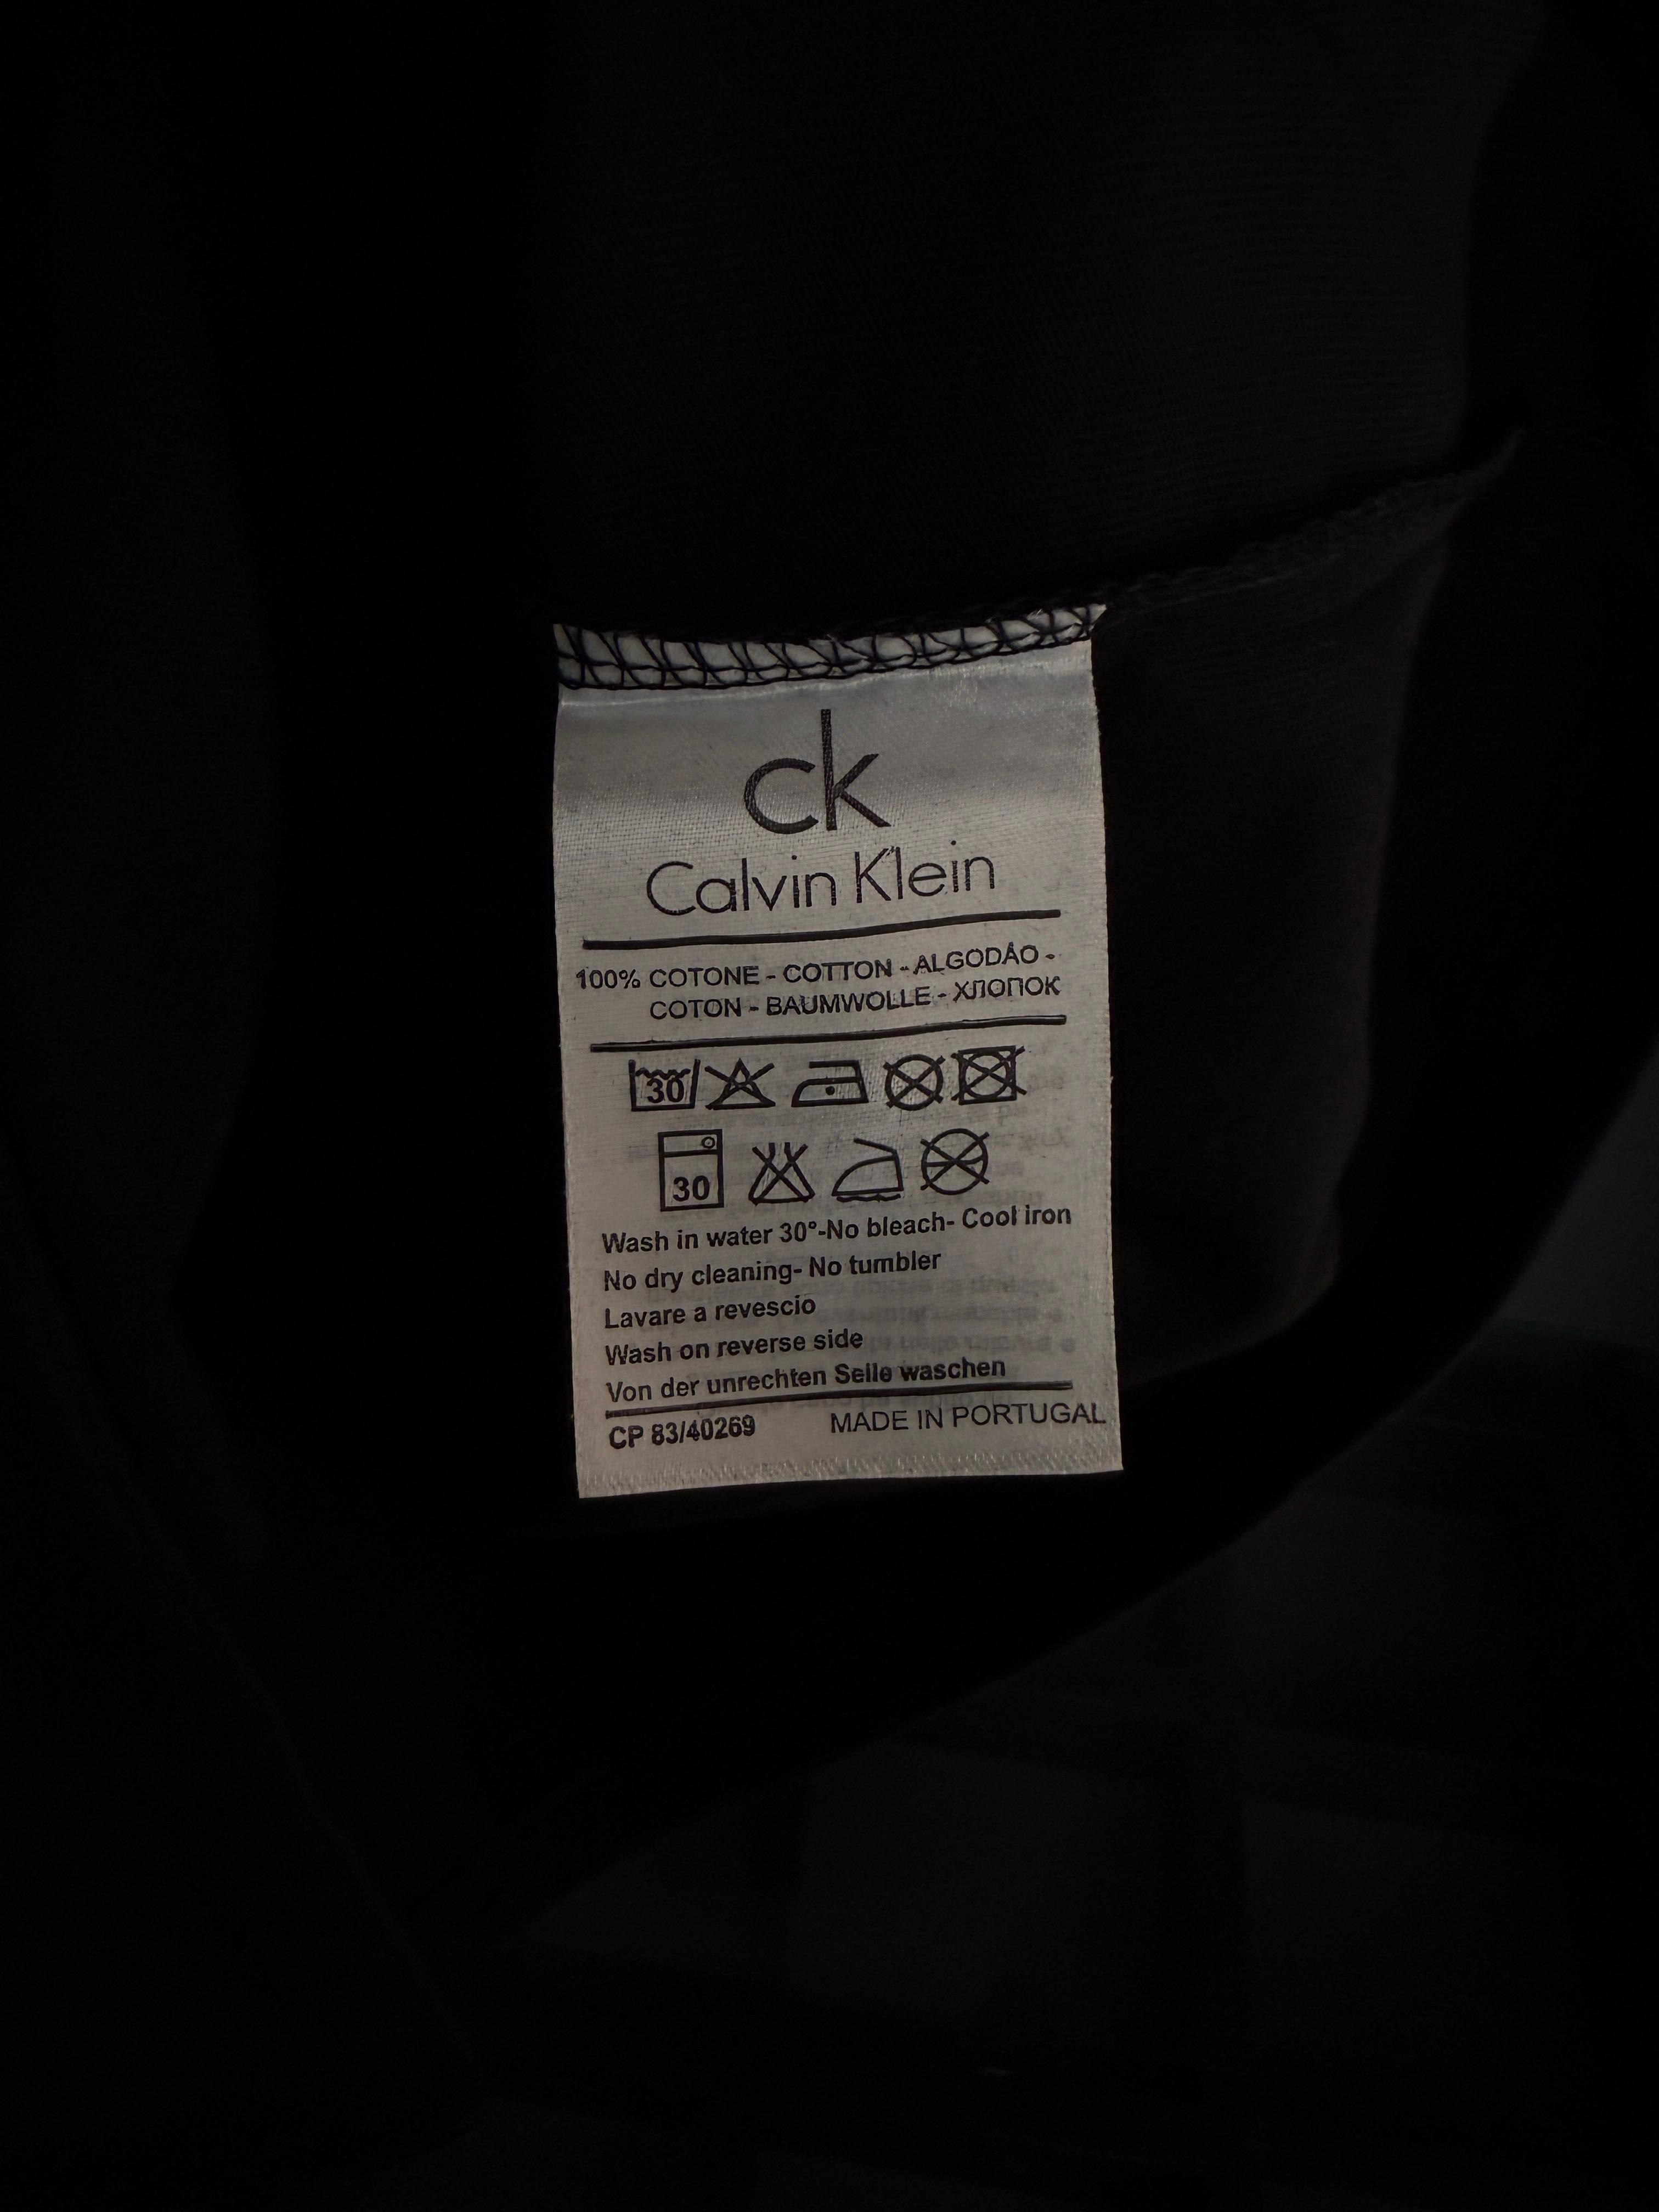 ck
Calvin Klein
100% COTONE - COTTON - ALGODÃO -
COTON - BAUMWOLLE - ХЛОПОК
30
30
Wash in water 30°-No bleach- Cool iron
No dry cleaning- No tumbler
Lavare a revescio
Wash on reverse side
Von der unrechten Selle waschen
CP 83/40269 MADE IN PORTUGAL